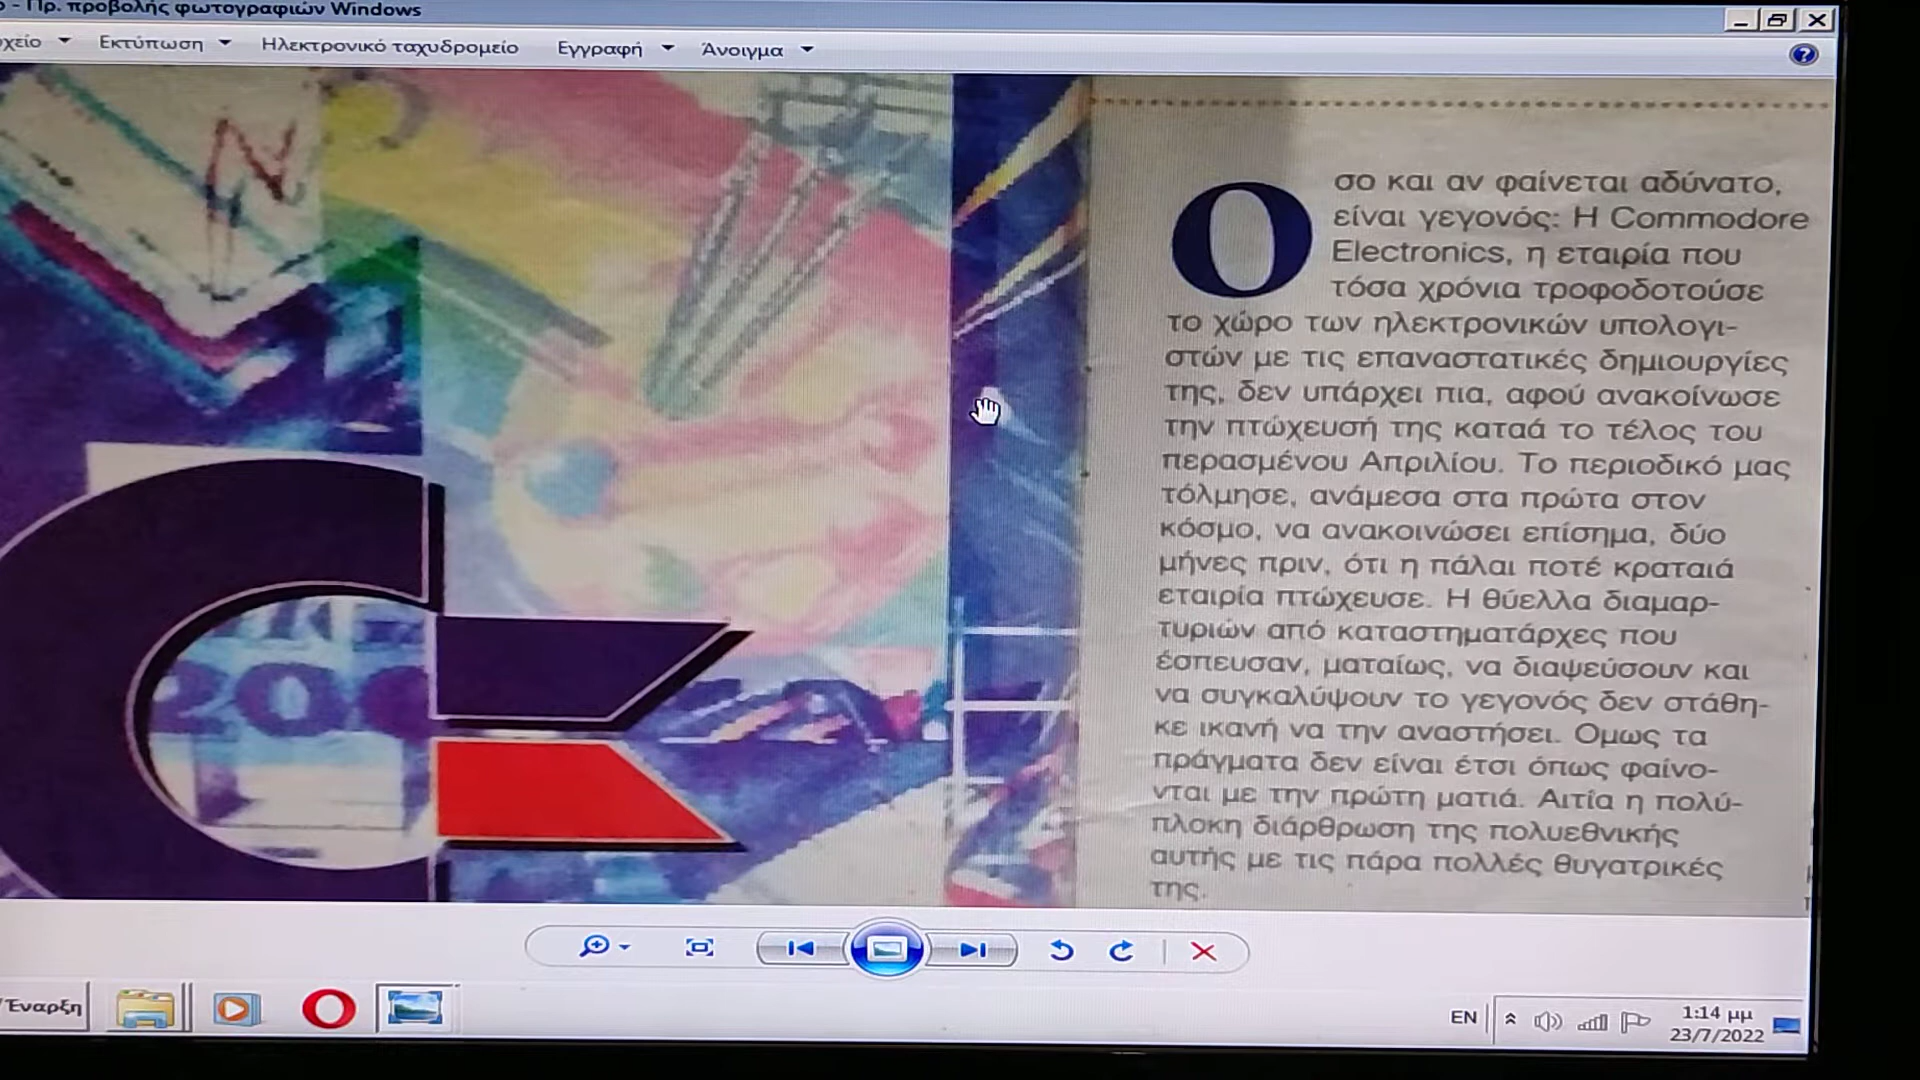 - Πρ. προβολής φωτογραφιών Windows
Εκτύπωση Ηλεκτρονικό ταχυδρομείο Εγγραφή Άνοιγμα
Οσο και αν φαίνεται αδύνατο,
είναι γεγονός: Η Commodore
Electronics, η εταιρία που
τόσα χρόνια τροφοδοτούσε
το χώρο των ηλεκτρονικών υπολογι-
στών με τις επαναστατικές δημιουργίες
της, δεν υπάρχει πια, αφού ανακοίνωσε
την πτώχευσή της καταά το τέλος του
περασμένου Απριλίου. Το περιοδικό μας
τόλμησε, ανάμεσα στα πρώτα στον
κόσμο, να ανακοινώσει επίσημα, δύο
μήνες πριν, ότι η πάλαι ποτέ κραταιά
εταιρία πτώχευσε. Η θύελλα διαμαρ-
τυριών από καταστηματάρχες που
έσπευσαν, ματαίως, να διαψεύσουν και
να συγκαλύψουν το γεγονός δεν στάθη-
κε ικανή να την αναστήσει. Ομως τα
πράγματα δεν είναι έτσι όπως φαίνο-
νται με την πρώτη ματιά. Αιτία η πολύ-
πλοκη διάρθρωση της πολυεθνικής
αυτής με τις πάρα πολλές θυγατρικές
της.
Έναρξη
EN
1:14 μμ
23/7/2022